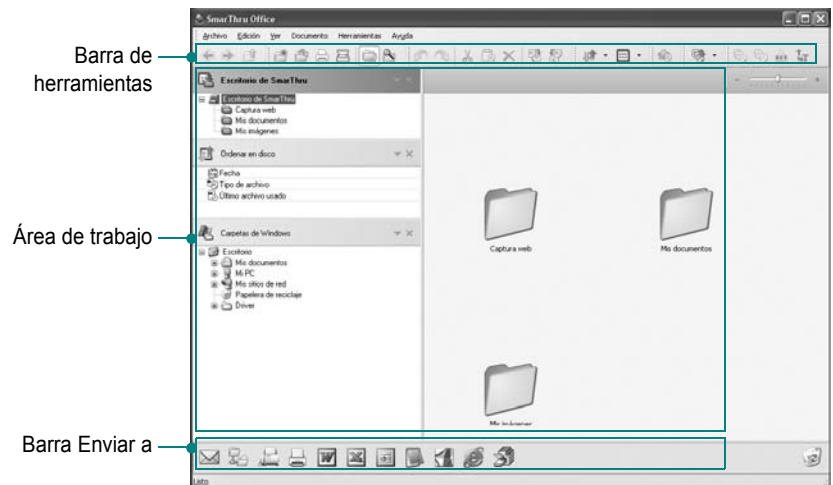 SmarThru Office
Archivo Edición Ver Documento Herramientas Ayuda
Barra de
herramientas
Escritorio de SmarThru
Escritorio de SmarThru
Captura web
Mis documentos
Mis imágenes
Ordenar en disco
Fecha
Tipo de archivo
Último archivo usado
Área de trabajo
Carpetas de Windows
Escritorio
Mis documentos
Mi PC
Mis sitios de red
Papelera de reciclaje
Driver
Captura web
Mis documentos
Mis imágenes
Barra Enviar a
Listo